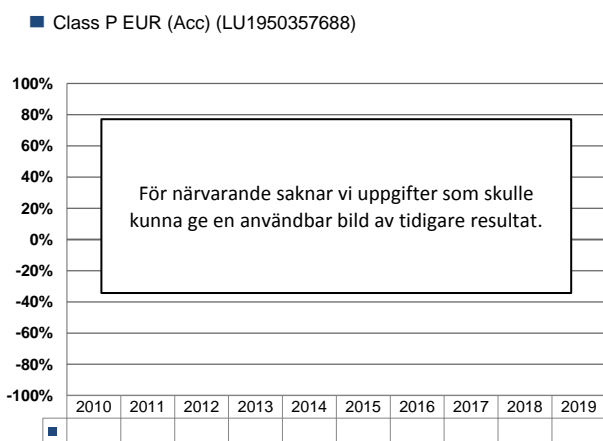 Class P EUR (Acc) (LU1950357688)
100%
80%
60%
40%
20%
0%
-20%
-40%
-60%
-80%
-100%
För närvarande saknar vi uppgifter som skulle
kunna ge en användbar bild av tidigare resultat.
2010 2011 2012 2013 2014 2015 2016 2017 2018 2019